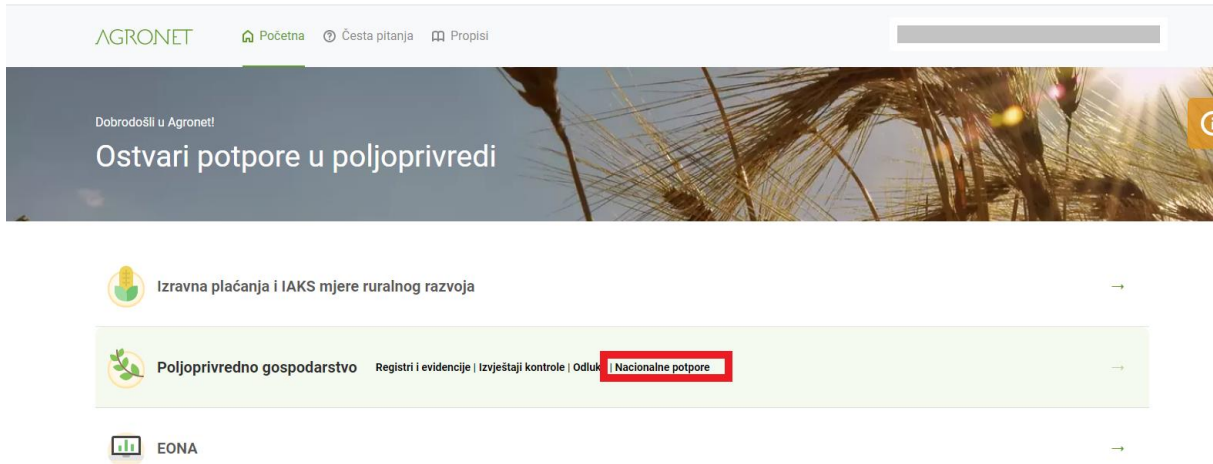 AGRONET Početna Česta pitanja Propisi
Dobrodošli u Agronet!
Ostvari potpore u poljoprivredi
Izravna plaćanja i IAKS mjere ruralnog razvoja →
Poljoprivredno gospodarstvo Registri i evidencije | Izvještaji kontrole | Odluk | Nacionalne potpore →
EONA →